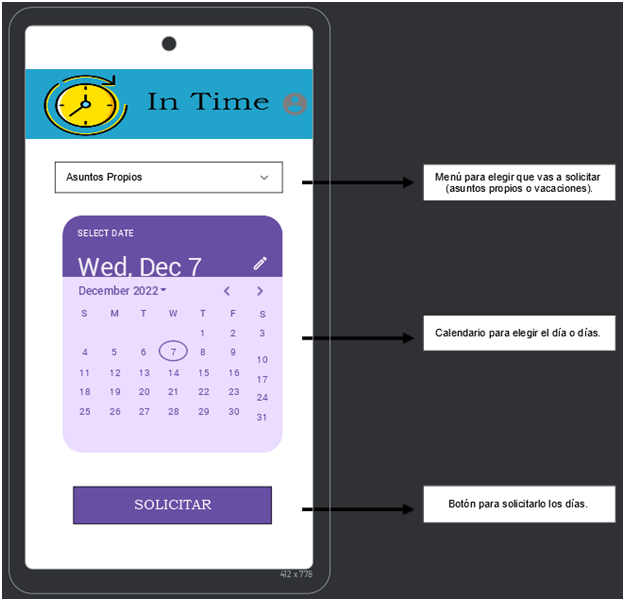 In Time
Asuntos Propios
Menú para elegir que vas a solicitar
(asuntos propios o vacaciones).
SELECT DATE
Wed, Dec 7
December 2022
S M T W T F S
1 2 3
4 5 6 7 8 9 10
11 12 13 14 15 16 17
18 19 20 21 22 23 24
25 26 27 28 29 30 31
Calendario para elegir el día o días.
SOLICITAR
Botón para solicitarlo los días.
412 x 778